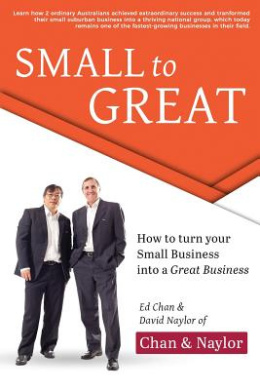 Learn how 2 ordinary Australians achieved extraordinary success and tranformed
their small suburban business into a thriving national group, which today
remains one of the fastest-growing businesses in their field.
SMALL to
GREAT
How to turn your
Small Business
into a Great Business
Ed Chan &
David Naylor of
Chan & Naylor